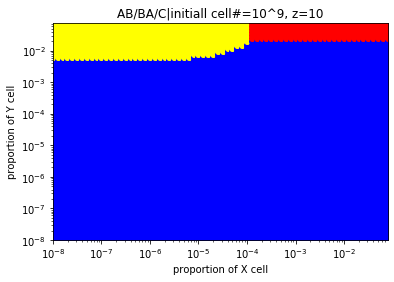 AB/BA/C|initiall cell#=10^9, z=10
proportion of Y cell
10⁻²
10⁻³
10⁻⁴
10⁻⁵
10⁻⁶
10⁻⁷
10⁻⁸
10⁻⁸ 10⁻⁷ 10⁻⁶ 10⁻⁵ 10⁻⁴ 10⁻³ 10⁻²
proportion of X cell